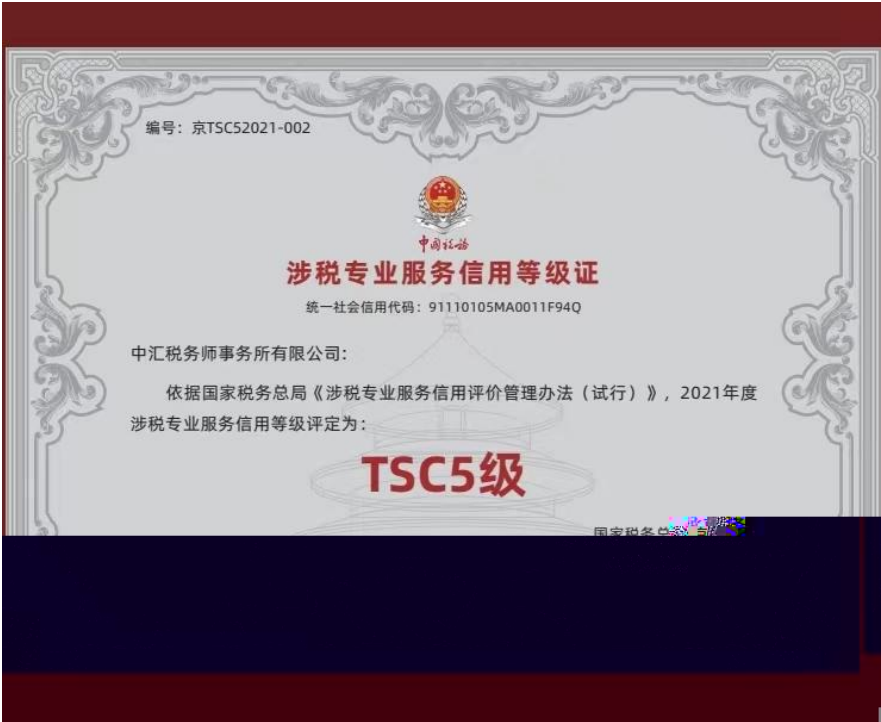 编号：京TSC52021-002
中国税务
涉税专业服务信用等级证
统一社会信用代码：91110105MA0011F94Q
中汇税务师事务所有限公司：
依据国家税务总局《涉税专业服务信用评价管理办法（试行）》，2021年度
涉税专业服务信用等级评定为：
TSC5级
国家税务总